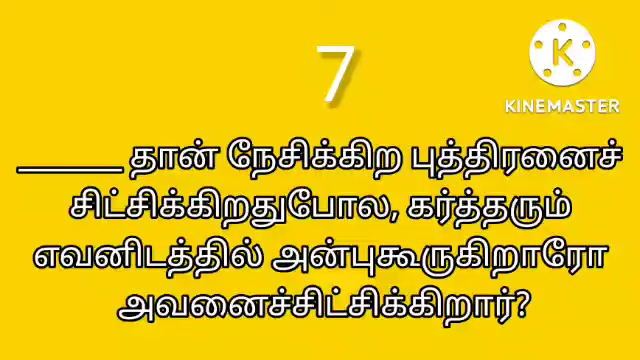 7
K
KINEMASTER
______ தான் நேசிக்கிற புத்திரனைச்
சிட்சிக்கிறதுபோல, கர்த்தரும்
எவனிடத்தில் அன்புகூருகிறாரோ
அவனைச்சிட்சிக்கிறார்?